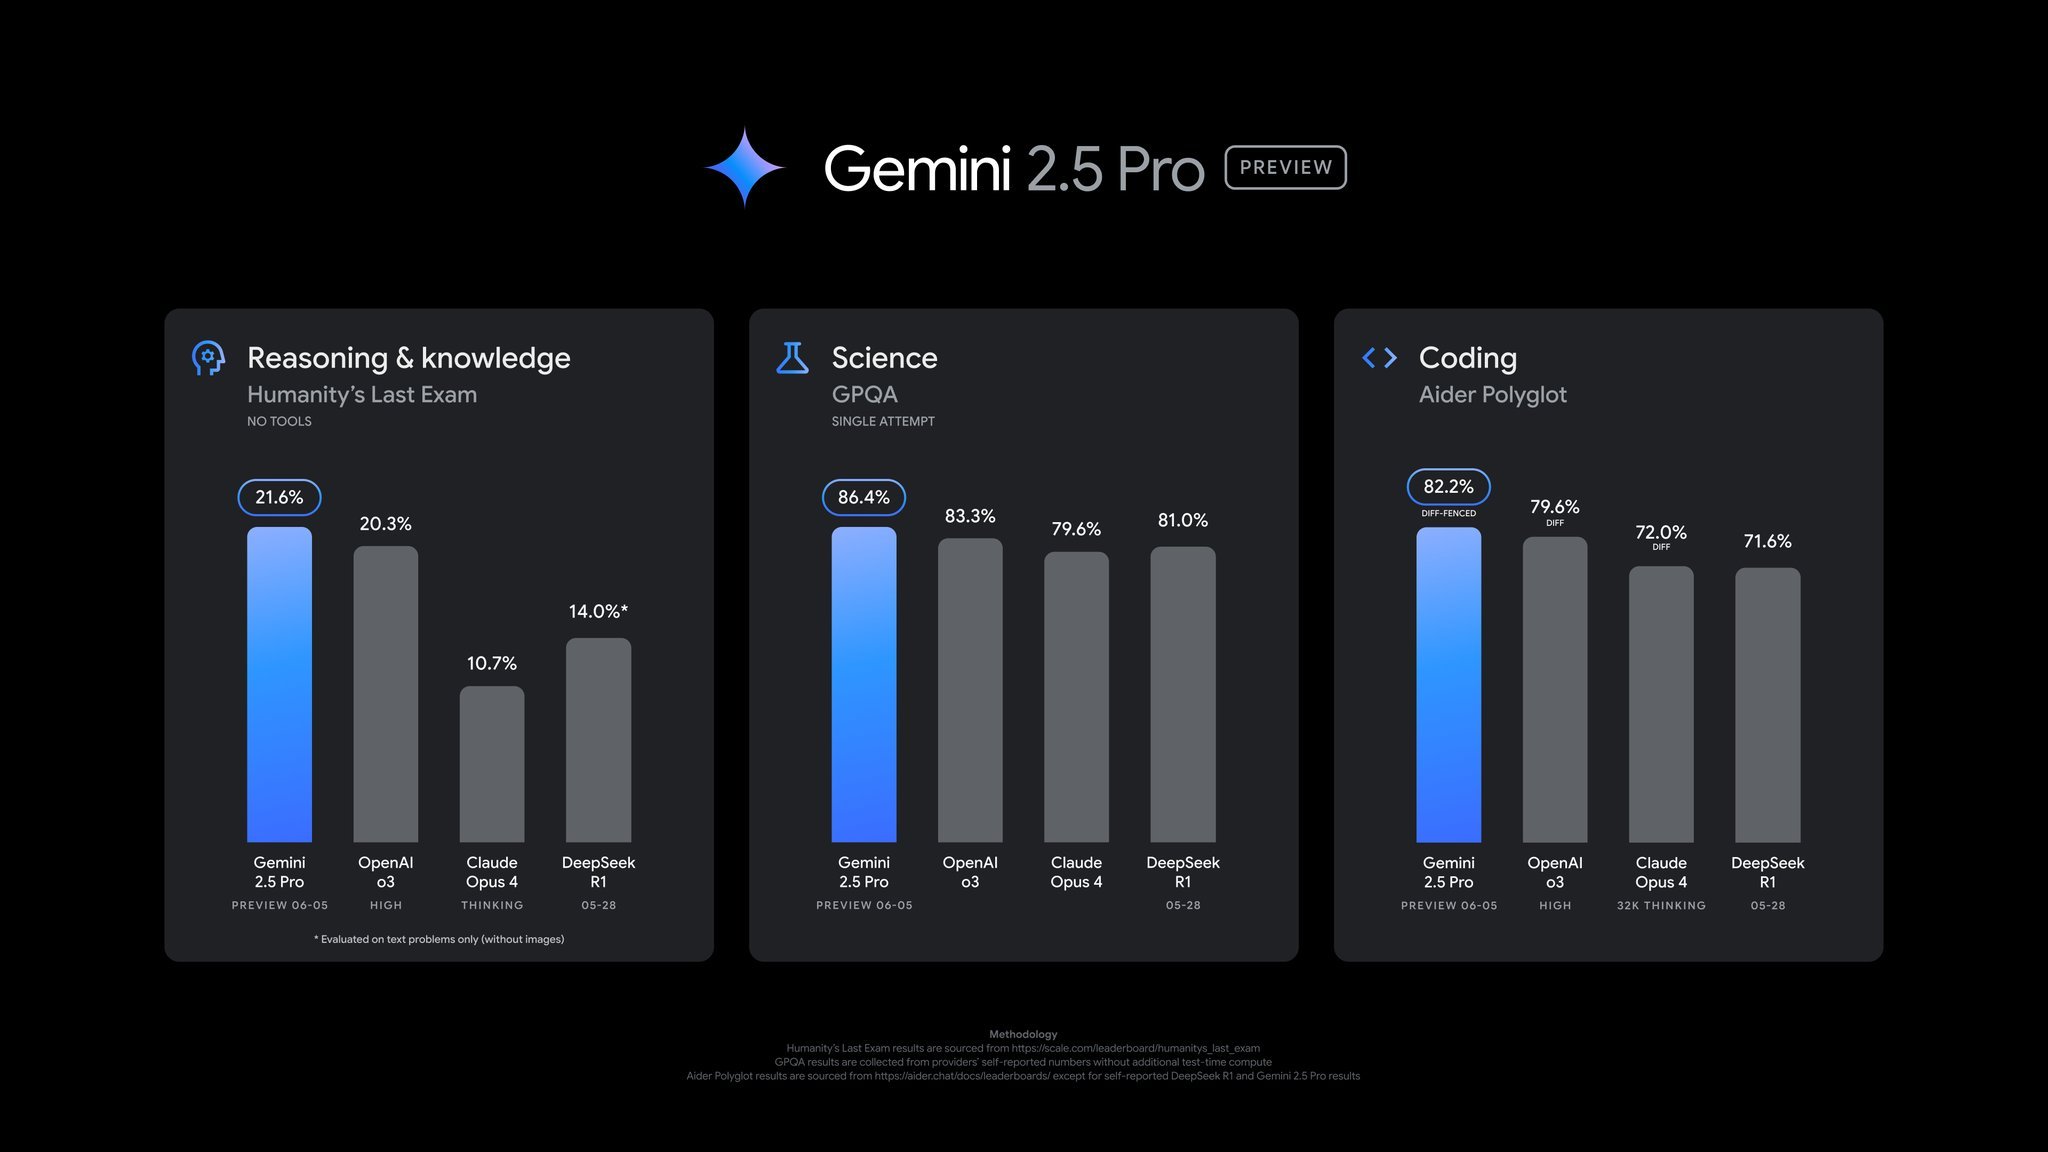 Gemini 2.5 Pro PREVIEW
Reasoning & knowledge
Humanity’s Last Exam
NO TOOLS
21.6%
20.3%
10.7%
14.0%*
Gemini
2.5 Pro
PREVIEW 06-05
OpenAI
o3
HIGH
Claude
Opus 4
THINKING
DeepSeek
R1
05-28
* Evaluated on text problems only (without images)
Science
GPQA
SINGLE ATTEMPT
86.4%
83.3%
79.6%
81.0%
Gemini
2.5 Pro
PREVIEW 06-05
OpenAI
o3
Claude
Opus 4
DeepSeek
R1
05-28
Coding
Aider Polyglot
82.2%
DIFF-FENCED
79.6%
DIFF
72.0%
DIFF
71.6%
Gemini
2.5 Pro
PREVIEW 06-05
OpenAI
o3
HIGH
Claude
Opus 4
32K THINKING
DeepSeek
R1
05-28
Methodology
Humanity’s Last Exam results are sourced from https://scale.com/leaderboard/humanitys_last_exam
GPQA results are collected from providers’ self-reported numbers without additional test-time compute
Aider Polyglot results are sourced from https://aider.chat/docs/leaderboards/ except for self-reported DeepSeek R1 and Gemini 2.5 Pro results